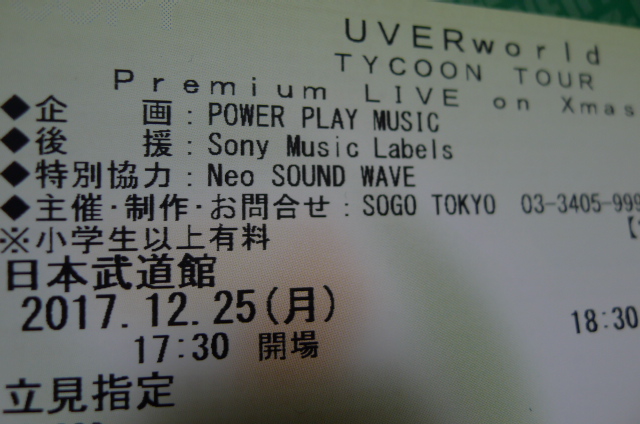 UVERworld
TYCOON TOUR
Premium LIVE on Xmas
◆企　画：POWER PLAY MUSIC
◆後　援：Sony Music Labels
◆特別協力：Neo SOUND WAVE
◆主催・制作・お問合せ：SOGO TOKYO 03-3405-999
※小学生以上有料
日本武道館
2017.12.25(月)
17:30 開場 18:30
立見指定